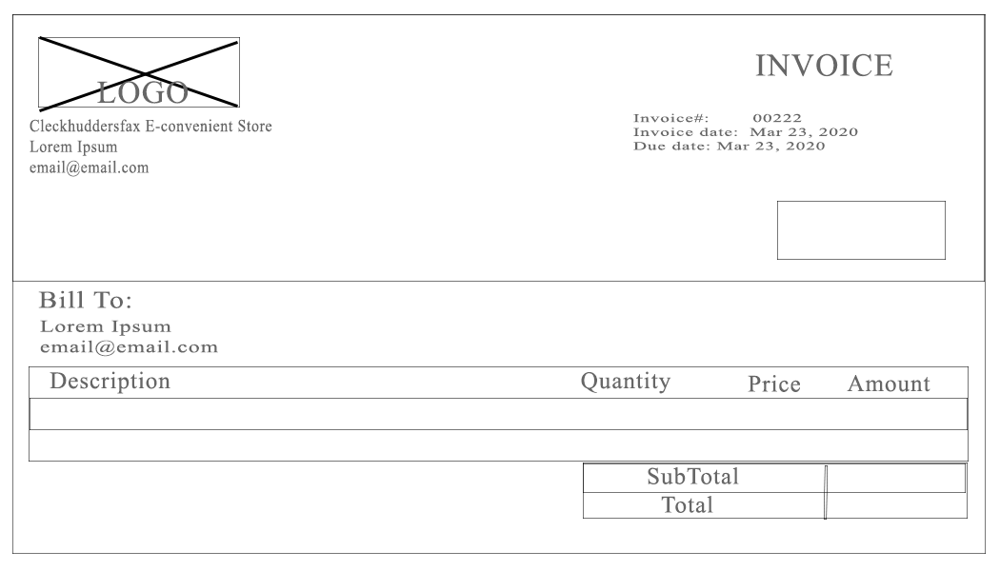 LOGO
Cleckhuddersfax E-convenient Store
Lorem Ipsum
email@email.com
INVOICE
Invoice#: 00222
Invoice date: Mar 23, 2020
Due date: Mar 23, 2020
Bill To:
Lorem Ipsum
email@email.com
Description Quantity Price Amount
SubTotal
Total